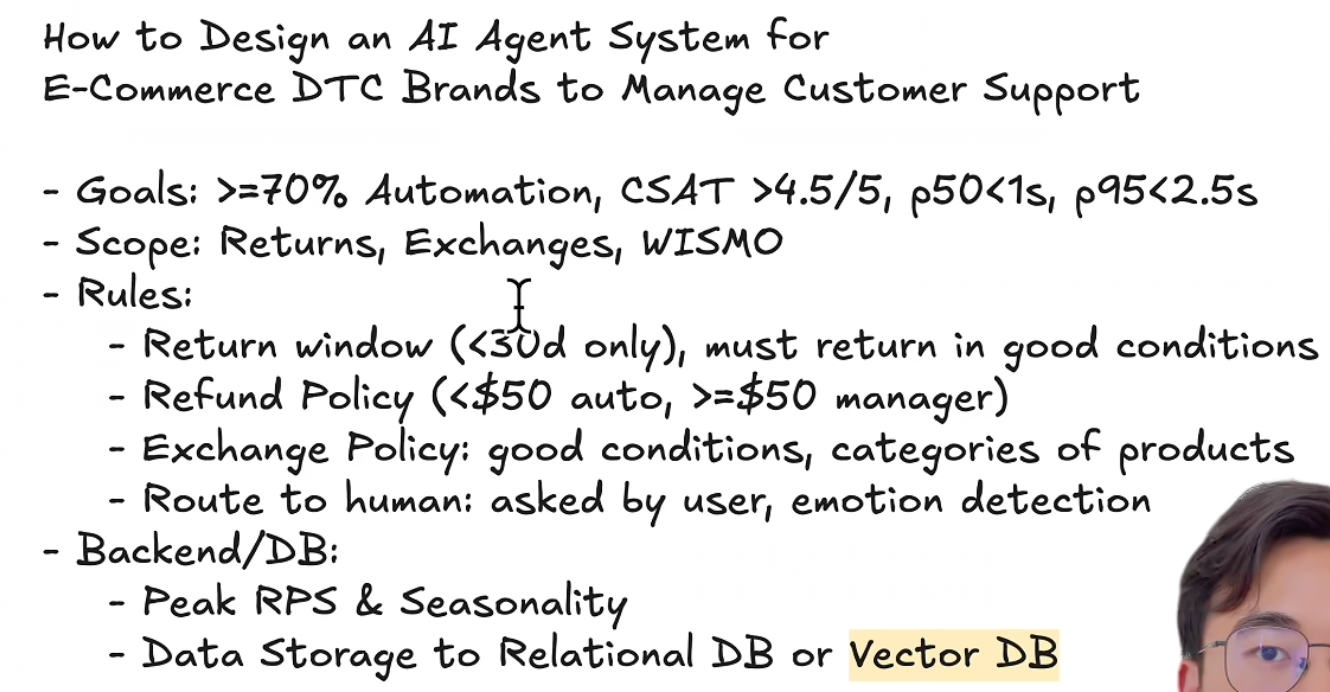 How to Design an AI Agent System for
E-Commerce DTC Brands to Manage Customer Support
- Goals: >=70% Automation, CSAT >4.5/5, p50<1s, p95<2.5s
- Scope: Returns, Exchanges, WISMO
- Rules:
- Return window (<30d only), must return in good conditions
- Refund Policy (<$50 auto, >=$50 manager)
- Exchange Policy: good conditions, categories of products
- Route to human: asked by user, emotion detection
- Backend/DB:
- Peak RPS & Seasonality
- Data Storage to Relational DB or Vector DB